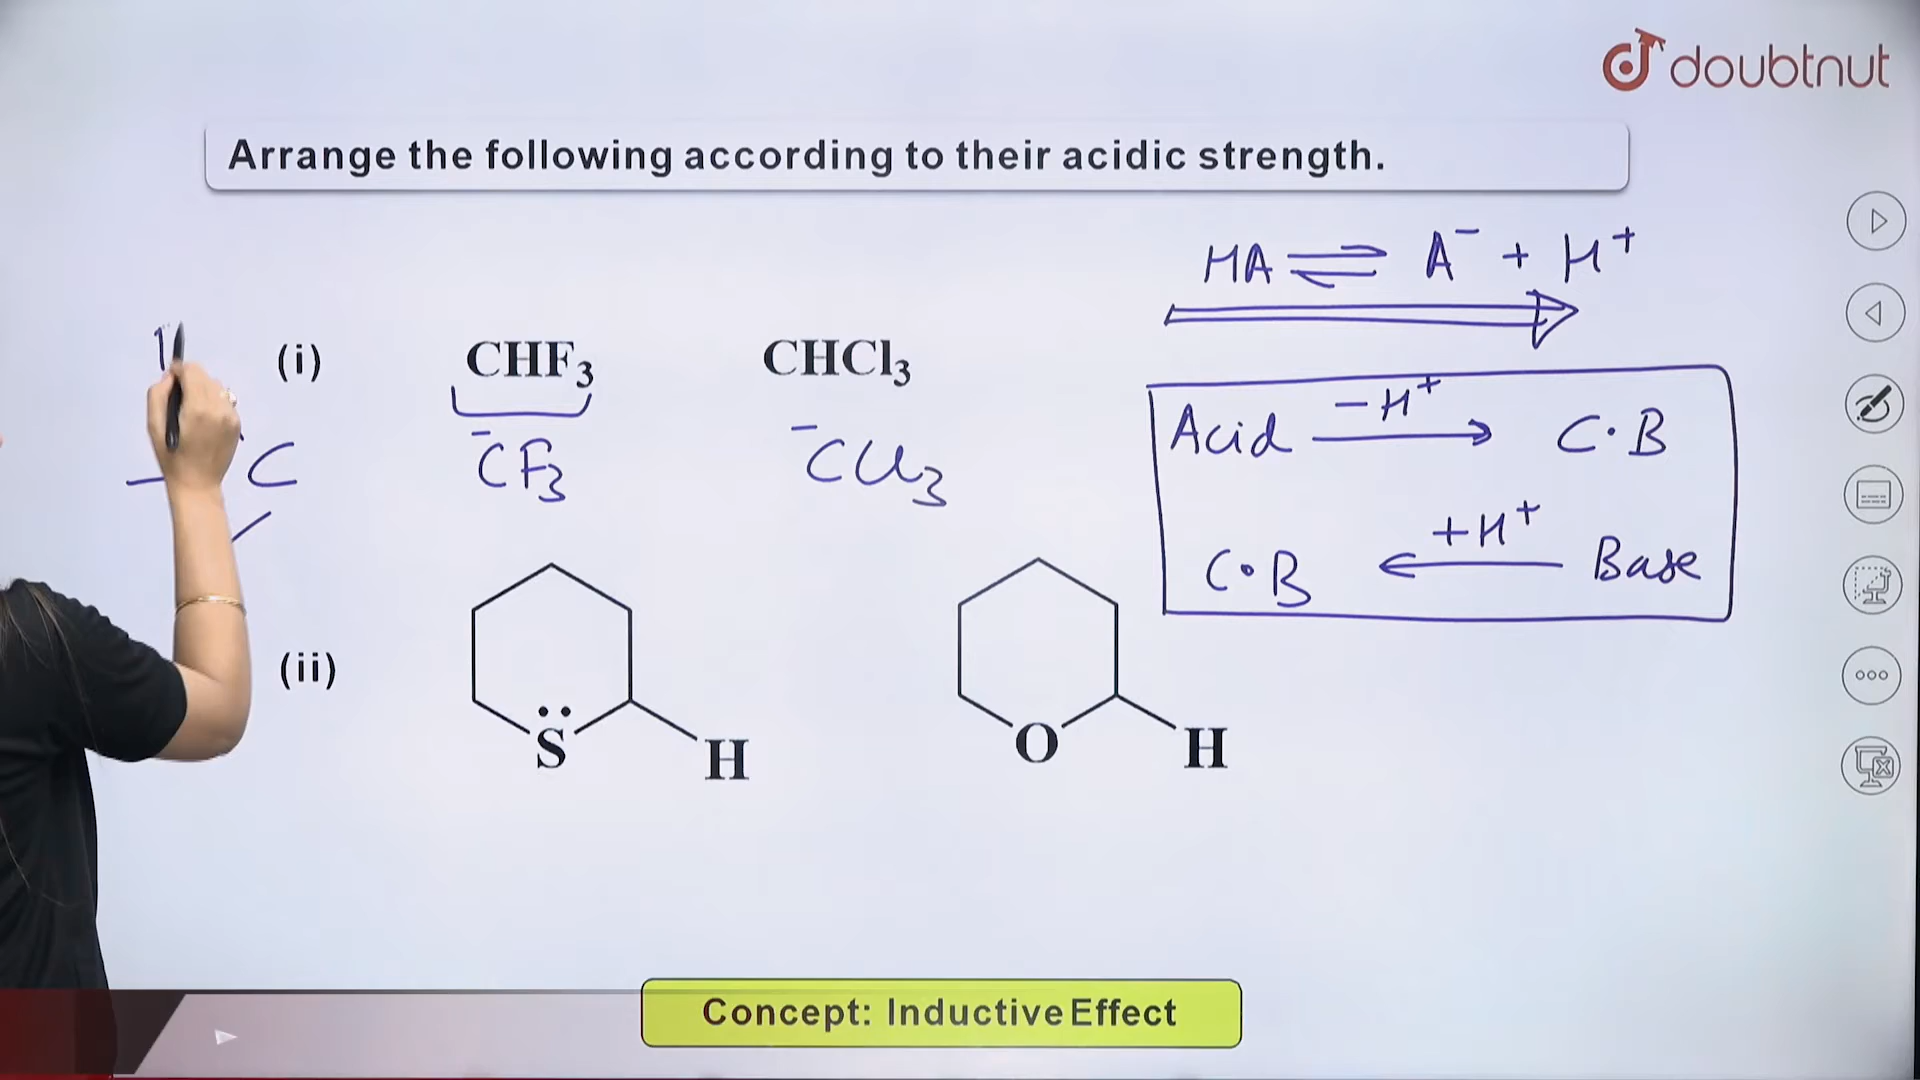 doubtnut
Arrange the following according to their acidic strength.
HA ⇌ A⁻ + H⁺
(i) CHF₃ CHCl₃
⁻CF₃ ⁻CCl₃
C
Acid −H⁺ → C·B
C·B ← +H⁺ Base
(ii)
S H
O H
Concept: Inductive Effect